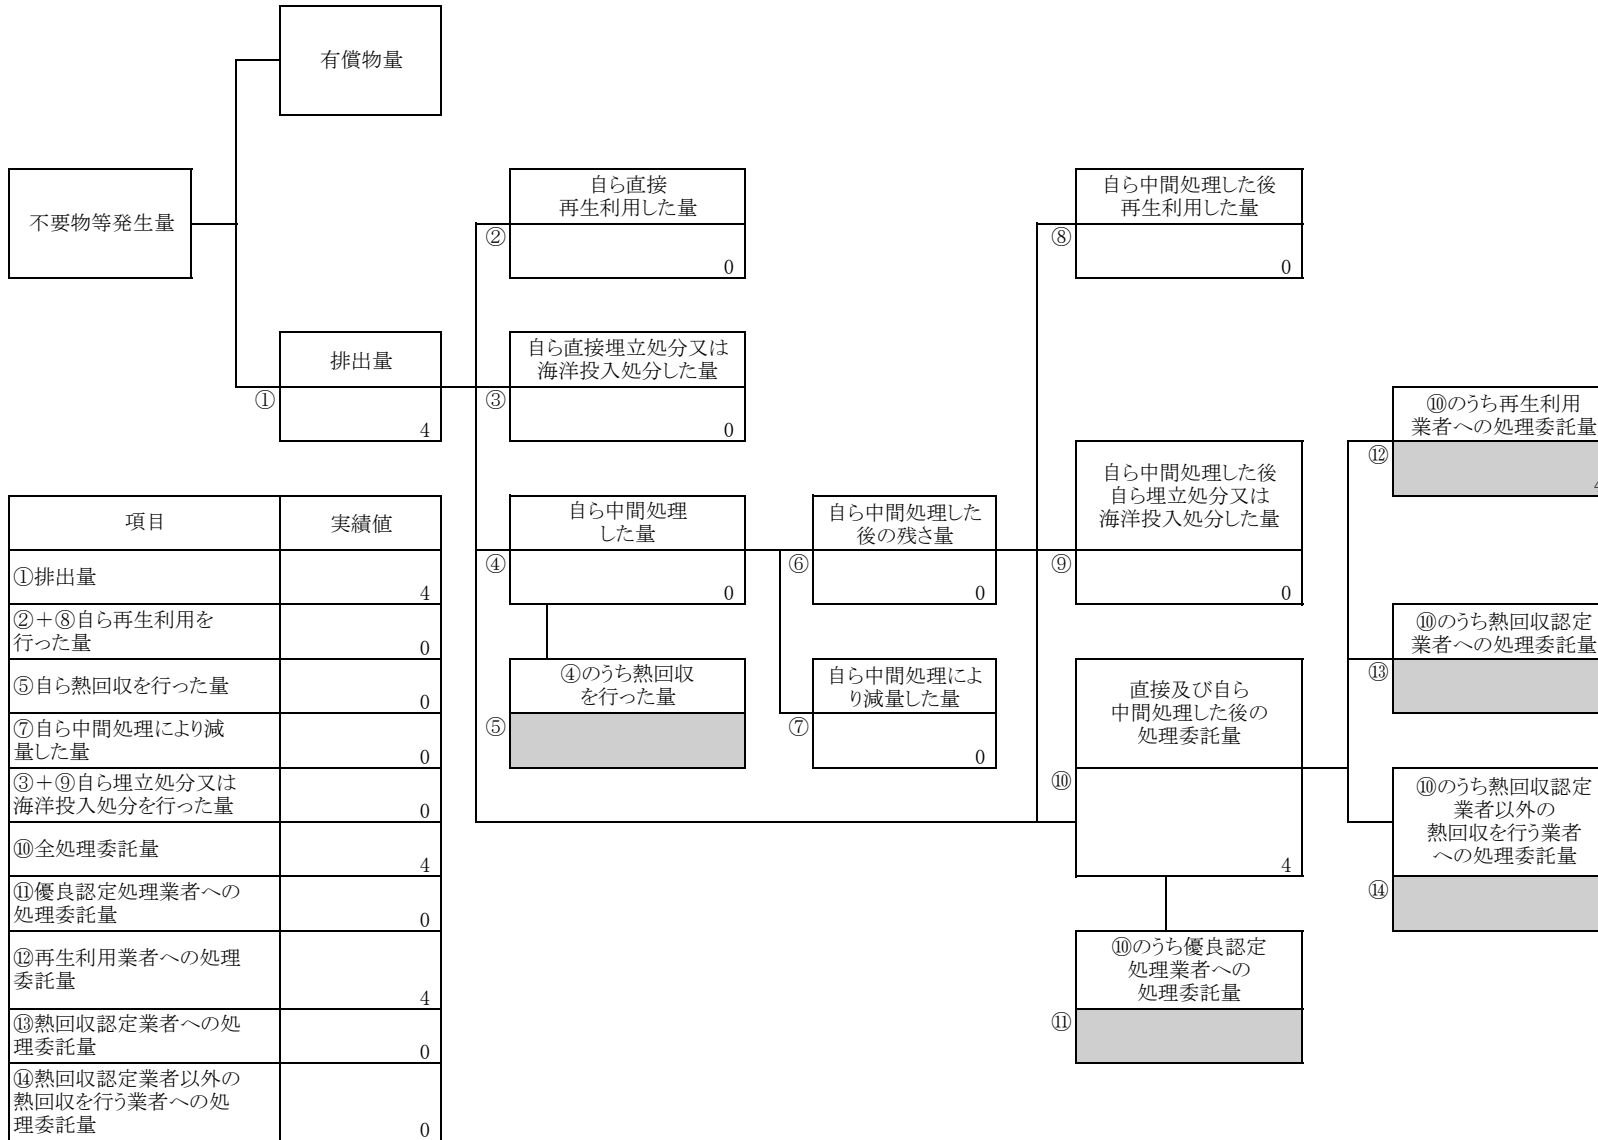 有償物量
不要物等発生量
自ら直接
再生利用した量
②
0
自ら中間処理した後
再生利用した量
⑧
0
排出量
①
4
自ら直接埋立処分又は
海洋投入処分した量
③
0
⑩のうち再生利用
業者への処理委託量
⑫
自ら中間処理した後
自ら埋立処分又は
海洋投入処分した量
⑨
0
自ら中間処理
した量
④
0
自ら中間処理した
後の残さ量
⑥
0
⑩のうち熱回収認定
業者への処理委託量
⑬
④のうち熱回収
を行った量
⑤
自ら中間処理によ
り減量した量
⑦
0
直接及び自ら
中間処理した後の
処理委託量
⑩
4
⑩のうち熱回収認定
業者以外の
熱回収を行う業者
への処理委託量
⑭
⑩のうち優良認定
処理業者への
処理委託量
⑪
項目 実績値
①排出量
4
②+⑧自ら再生利用を
行った量
0
⑤自ら熱回収を行った量
0
⑦自ら中間処理により減
量した量
0
③+⑨自ら埋立処分又は
海洋投入処分を行った量
0
⑩全処理委託量
4
⑪優良認定処理業者への
処理委託量
0
⑫再生利用業者への処理
委託量
4
⑬熱回収認定業者への処
理委託量
0
⑭熱回収認定業者以外の
熱回収を行う業者への処
理委託量
0